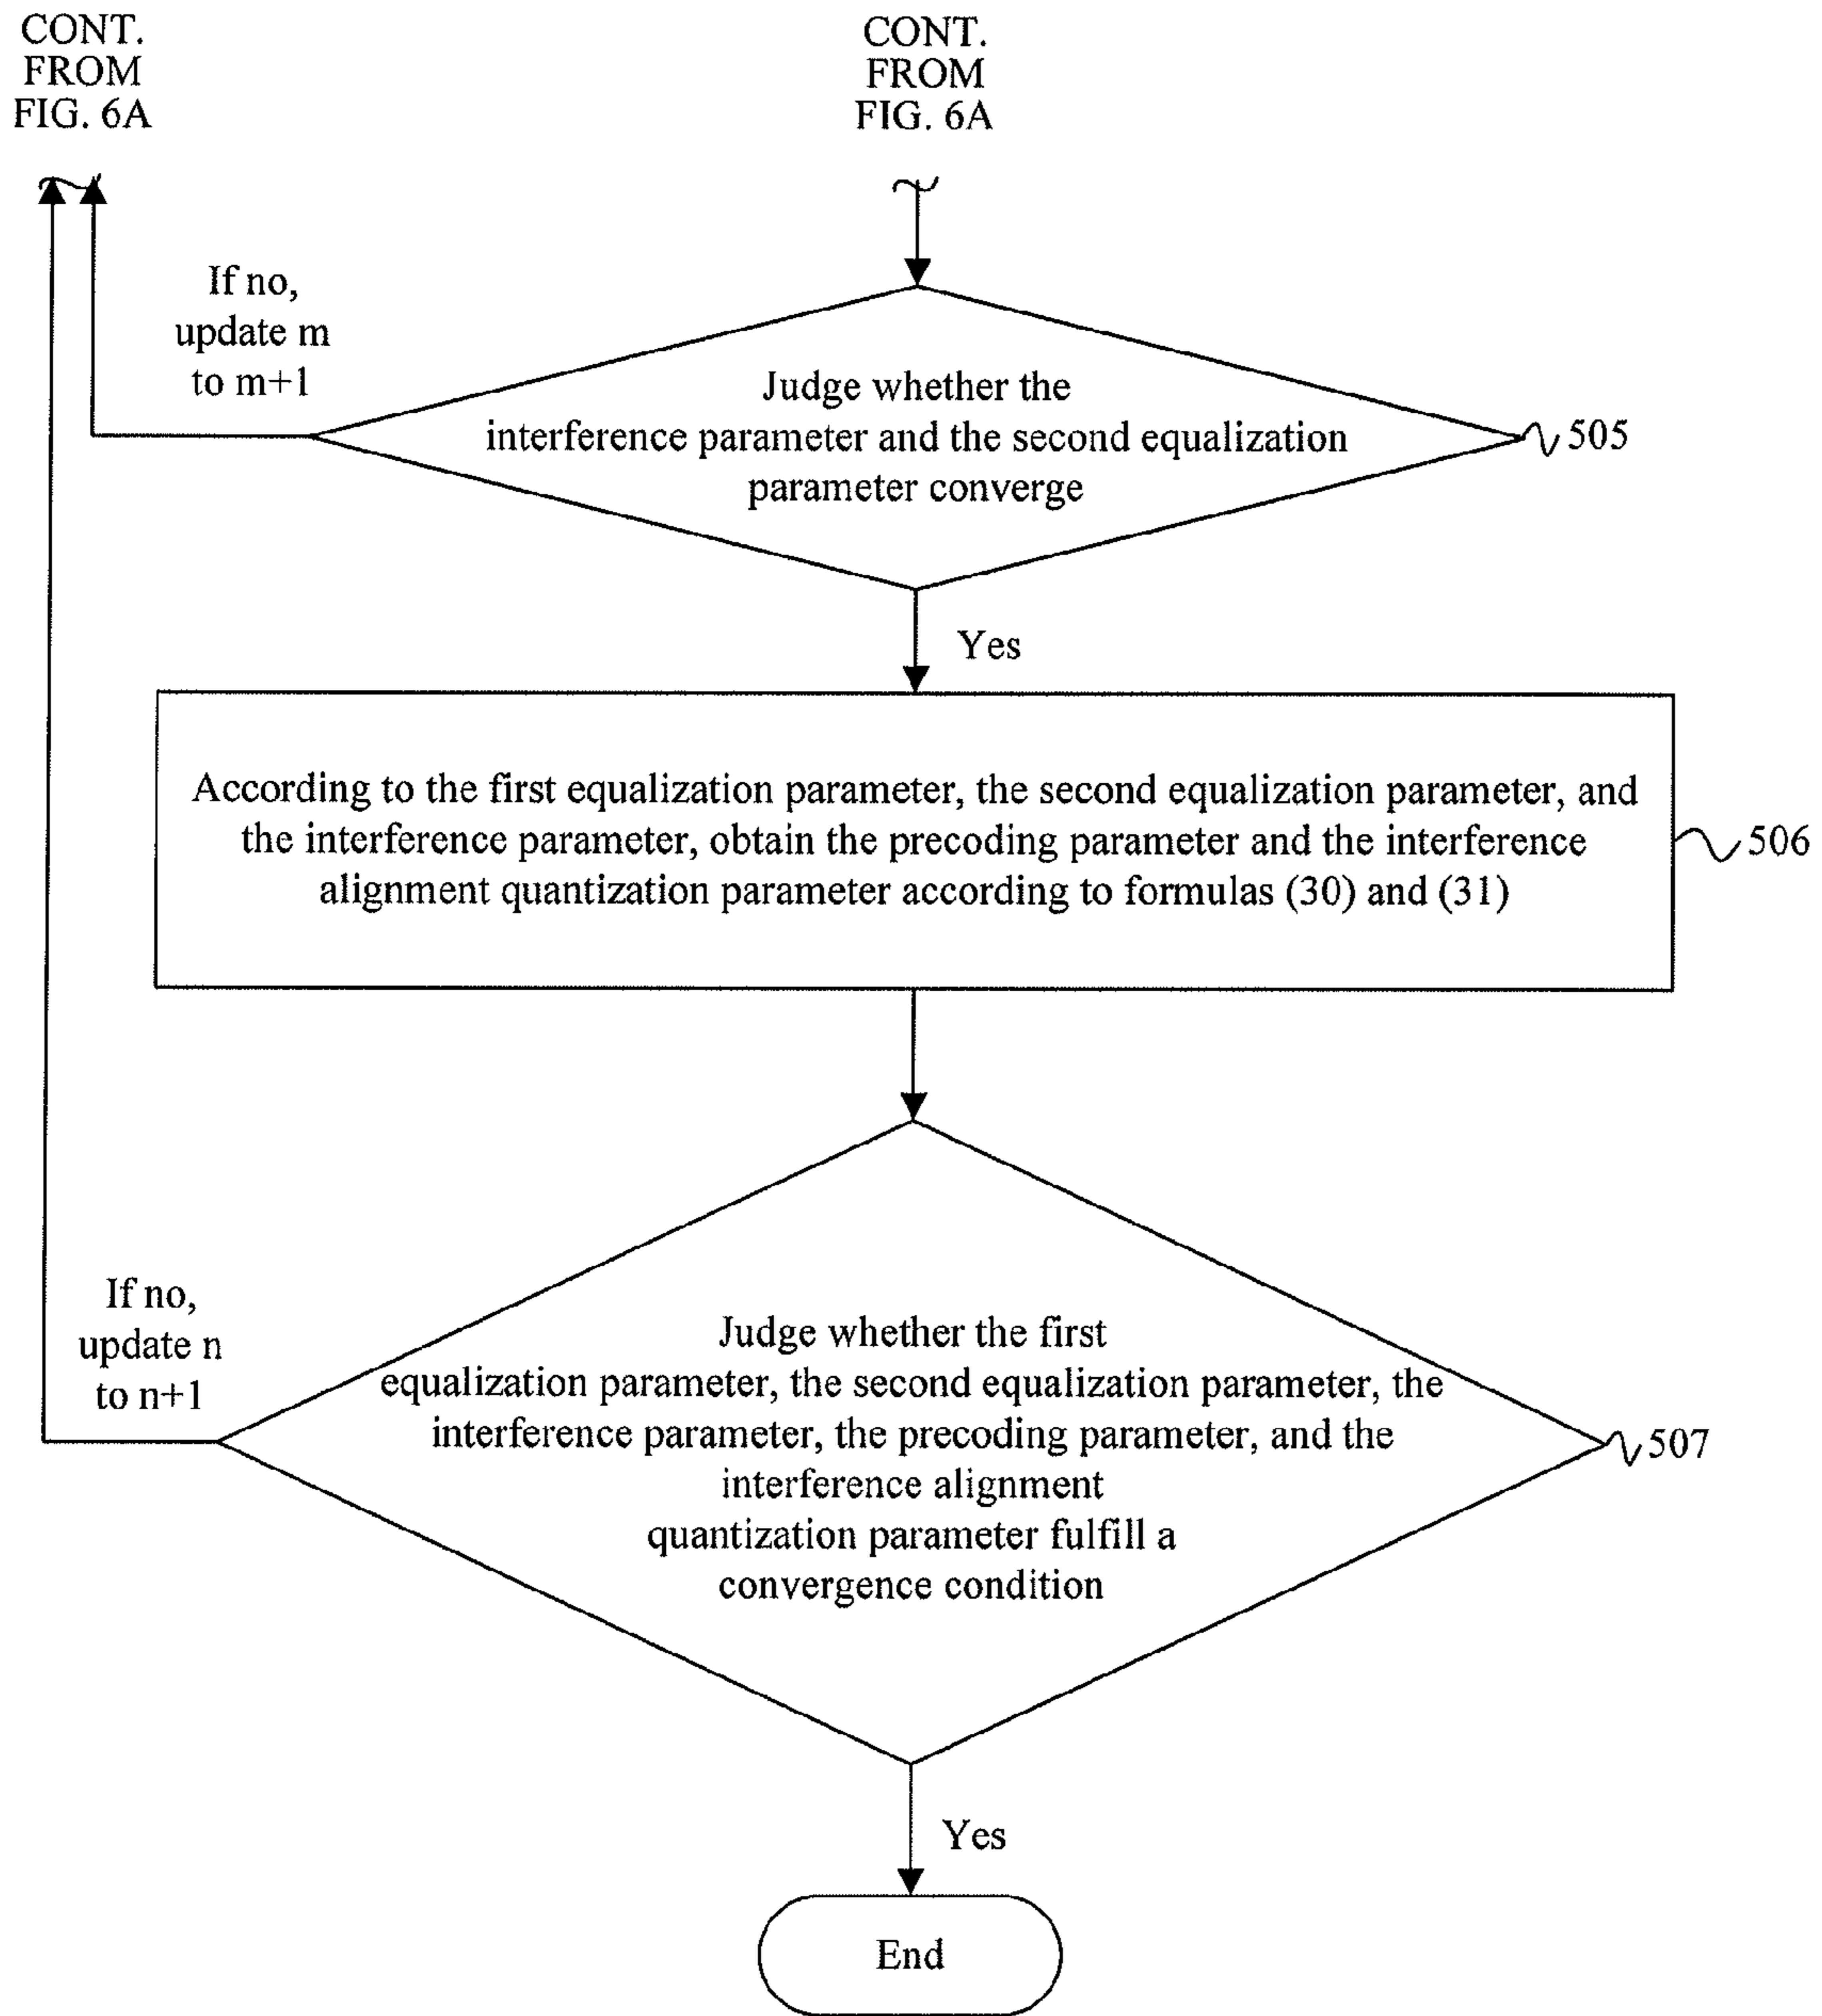 CONT.
FROM
FIG. 6A
CONT.
FROM
FIG. 6A
If no,
update m
to m+1
Judge whether the
interference parameter and the second equalization
parameter converge
505
Yes
According to the first equalization parameter, the second equalization parameter, and
the interference parameter, obtain the precoding parameter and the interference
alignment quantization parameter according to formulas (30) and (31)
506
If no,
update n
to n+1
Judge whether the first
equalization parameter, the second equalization parameter, the
interference parameter, the precoding parameter, and the
interference alignment
quantization parameter fulfill a
convergence condition
507
Yes
End